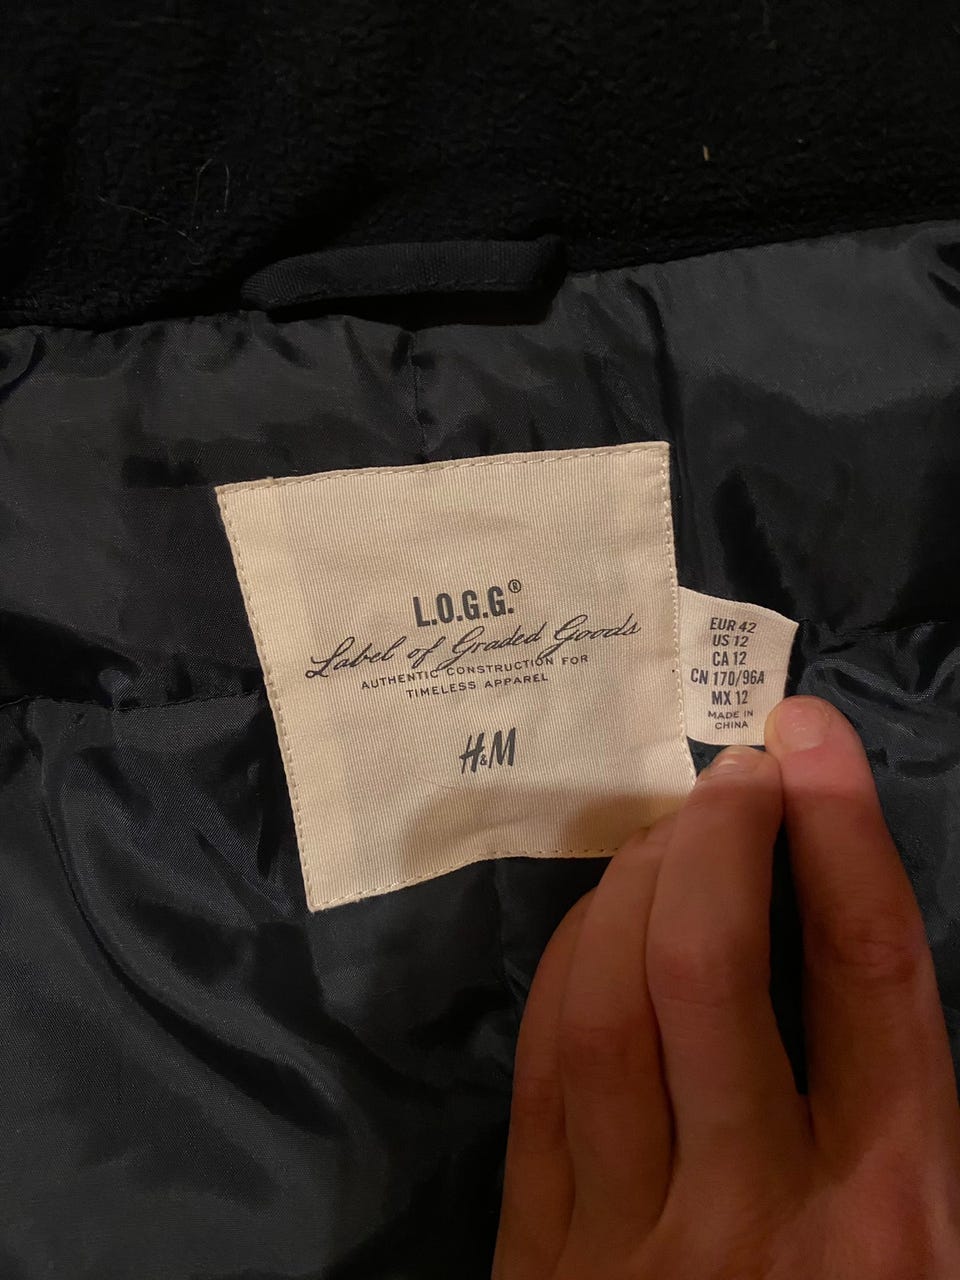 L.O.G.G.®
Label of Graded Goods
AUTHENTIC CONSTRUCTION FOR
TIMELESS APPAREL
H&M
EUR 42
US 12
CA 12
CN 170/96A
MX 12
MADE IN
CHINA